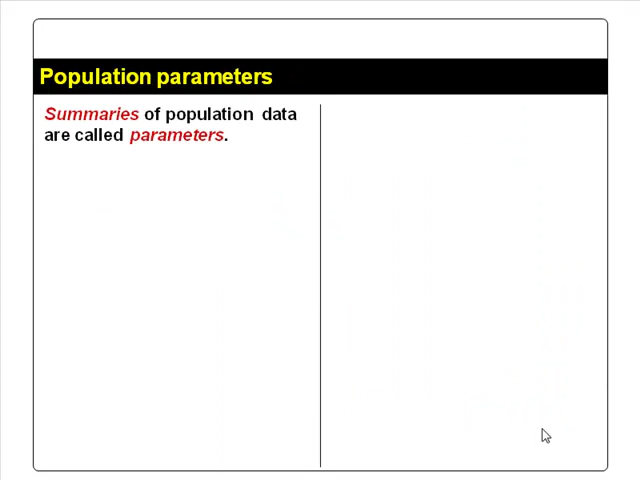 Population parameters
Summaries of population data
are called parameters.